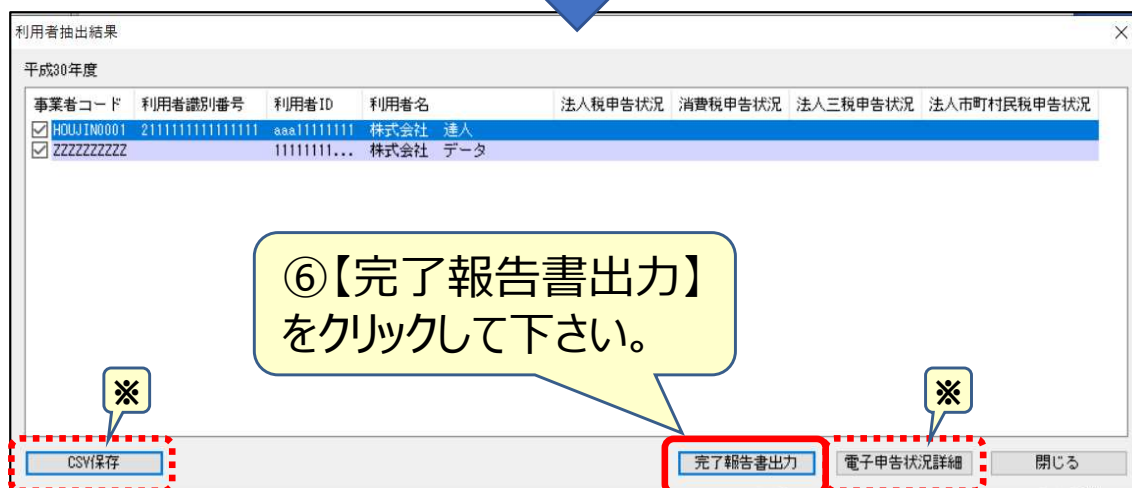 利用者抽出結果
平成30年度
事業者コード 利用者識別番号 利用者ID 利用者名 法人税申告状況 消費税申告状況 法人三税申告状況 法人市町村民税申告状況
HOUJIN0001 2111111111111111 aaa11111111 株式会社 達人
ZZZZZZZZZZ 11111111... 株式会社 データ
⑥【完了報告書出力】
をクリックして下さい。
※ ※
CSV保存 完了報告書出力 電子申告状況詳細 閉じる